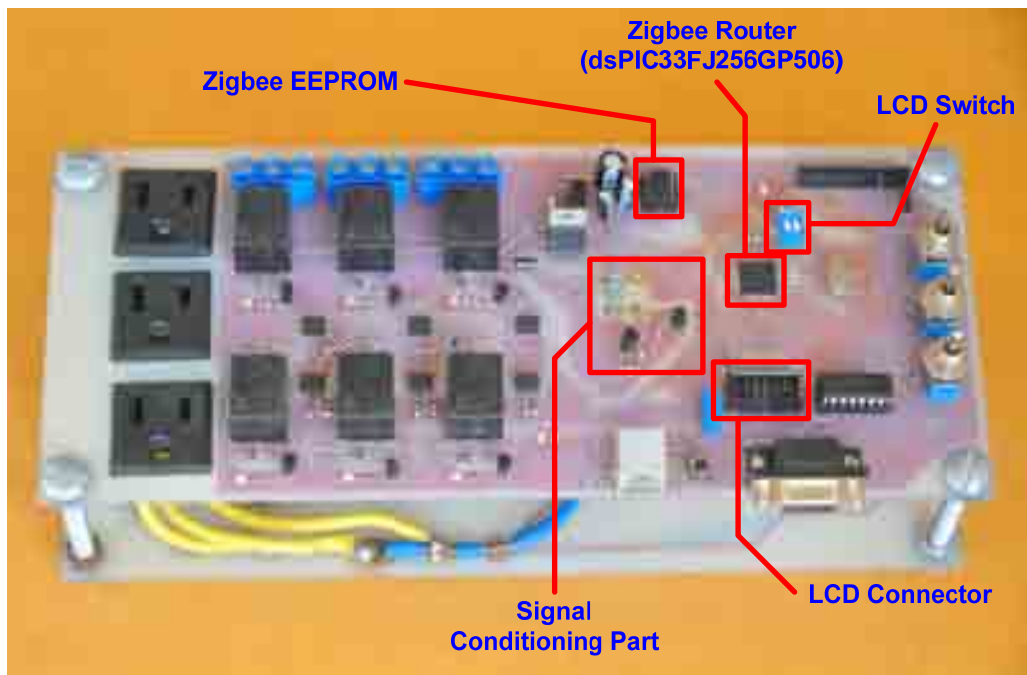 Zigbee Router
(dsPIC33FJ256GP506)
Zigbee EEPROM
LCD Switch
LCD Connector
Signal
Conditioning Part